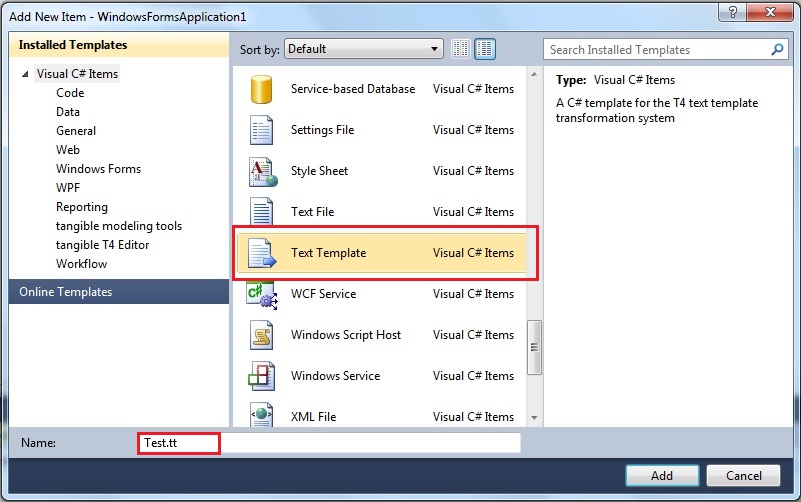 Add New Item - WindowsFormsApplication1
Installed Templates
Visual C# Items
Code
Data
General
Web
Windows Forms
WPF
Reporting
tangible modeling tools
tangible T4 Editor
Workflow
Online Templates
Sort by: Default
Service-based Database Visual C# Items
Settings File Visual C# Items
Style Sheet Visual C# Items
Text File Visual C# Items
Text Template Visual C# Items
WCF Service Visual C# Items
Windows Script Host Visual C# Items
Windows Service Visual C# Items
XML File Visual C# Items
Search Installed Templates
Type: Visual C# Items
A C# template for the T4 text template
transformation system
Name: Test.tt
Add Cancel